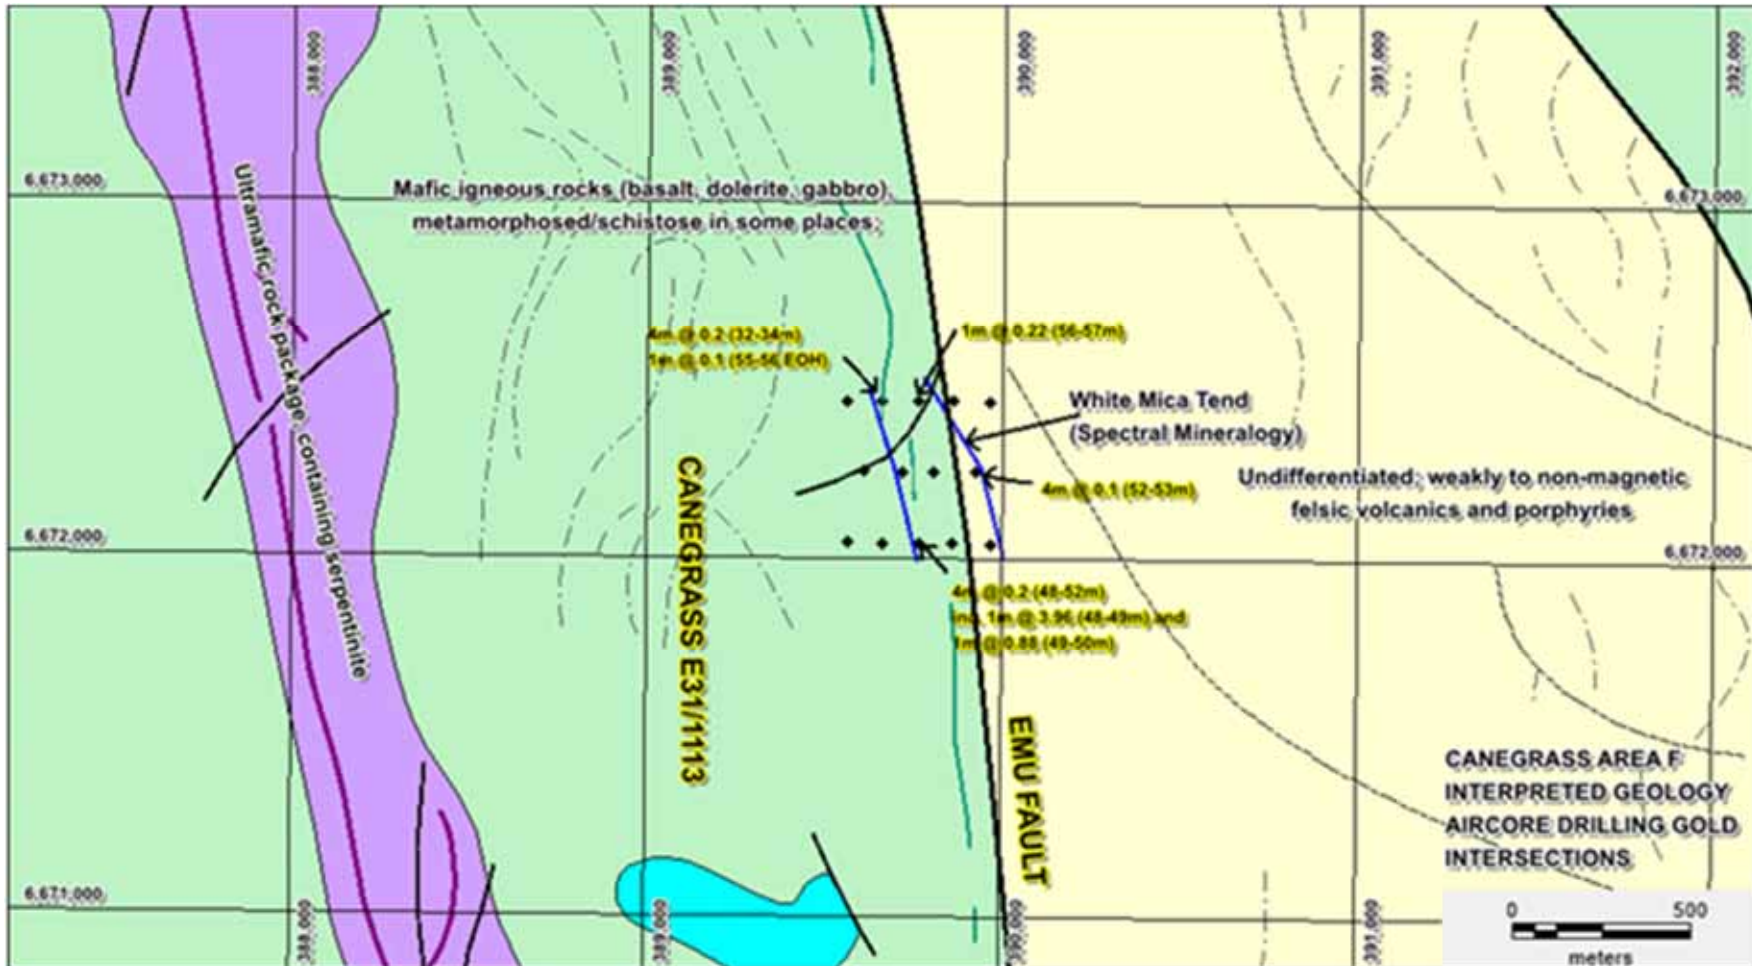 388,000
389,000
390,000
391,000
392,000
6,673,000
6,673,000
Ultramafic rock package, containing serpentinite
Mafic igneous rocks (basalt, dolerite, gabbro),
metamorphosed/schistose in some places;
4m @ 0.2 (32-34m)
1m @ 0.1 (55-56 EOH)
1m @ 0.22 (56-57m)
White Mica Tend
(Spectral Mineralogy)
4m @ 0.1 (52-53m)
Undifferentiated; weakly to non-magnetic
felsic volcanics and porphyries
CANEGRASS E31/1113
6,672,000
6,672,000
4m @ 0.2 (48-52m)
inc. 1m @ 3.96 (48-49m) and
1m @ 0.88 (49-50m)
EMU FAULT
CANEGRASS AREA F
INTERPRETED GEOLOGY
AIRCORE DRILLING GOLD
INTERSECTIONS
6,671,000
388,000
389,000
390,000
391,000
0 500
meters